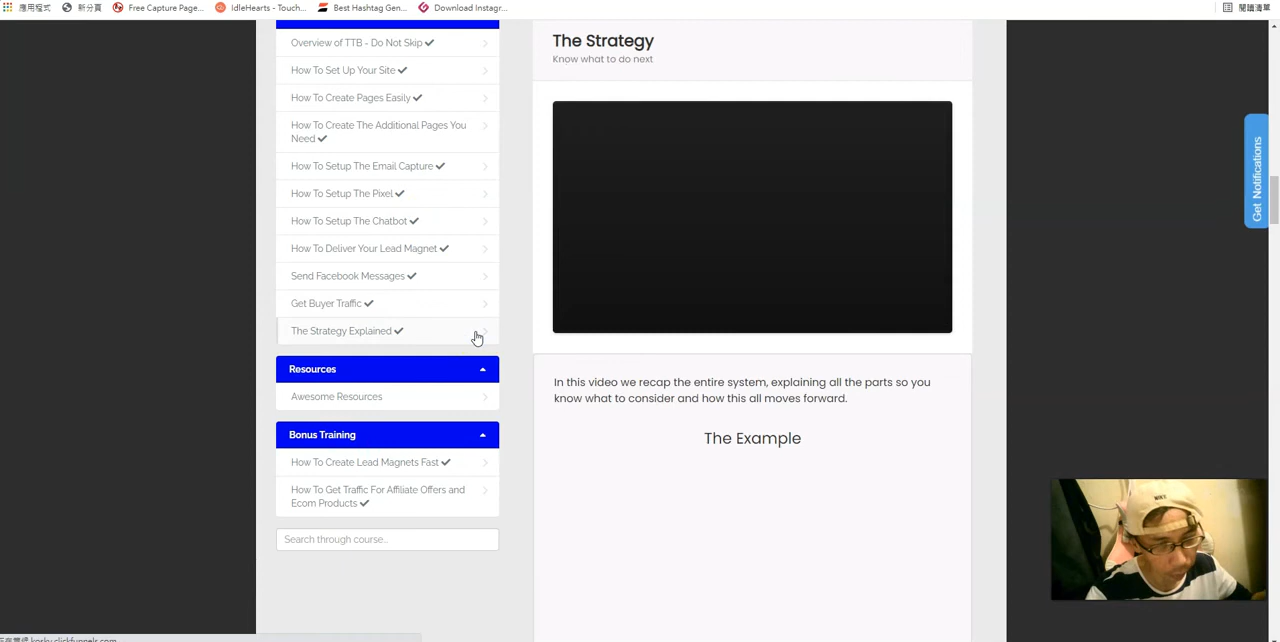 應用程式
新分頁
Free Capture Page...
IdleHearts - Touch...
Best Hashtag Gen...
Download Instagr...
閱讀清單
Overview of TTB - Do Not Skip ✔
How To Set Up Your Site ✔
How To Create Pages Easily ✔
How To Create The Additional Pages You
Need ✔
How To Setup The Email Capture ✔
How To Setup The Pixel ✔
How To Setup The Chatbot ✔
How To Deliver Your Lead Magnet ✔
Send Facebook Messages ✔
Get Buyer Traffic ✔
The Strategy Explained ✔
Resources
Awesome Resources
Bonus Training
How To Create Lead Magnets Fast ✔
How To Get Traffic For Affiliate Offers and
Ecom Products ✔
Search through course...
The Strategy
Know what to do next
In this video we recap the entire system, explaining all the parts so you
know what to consider and how this all moves forward.
The Example
Get Notifications